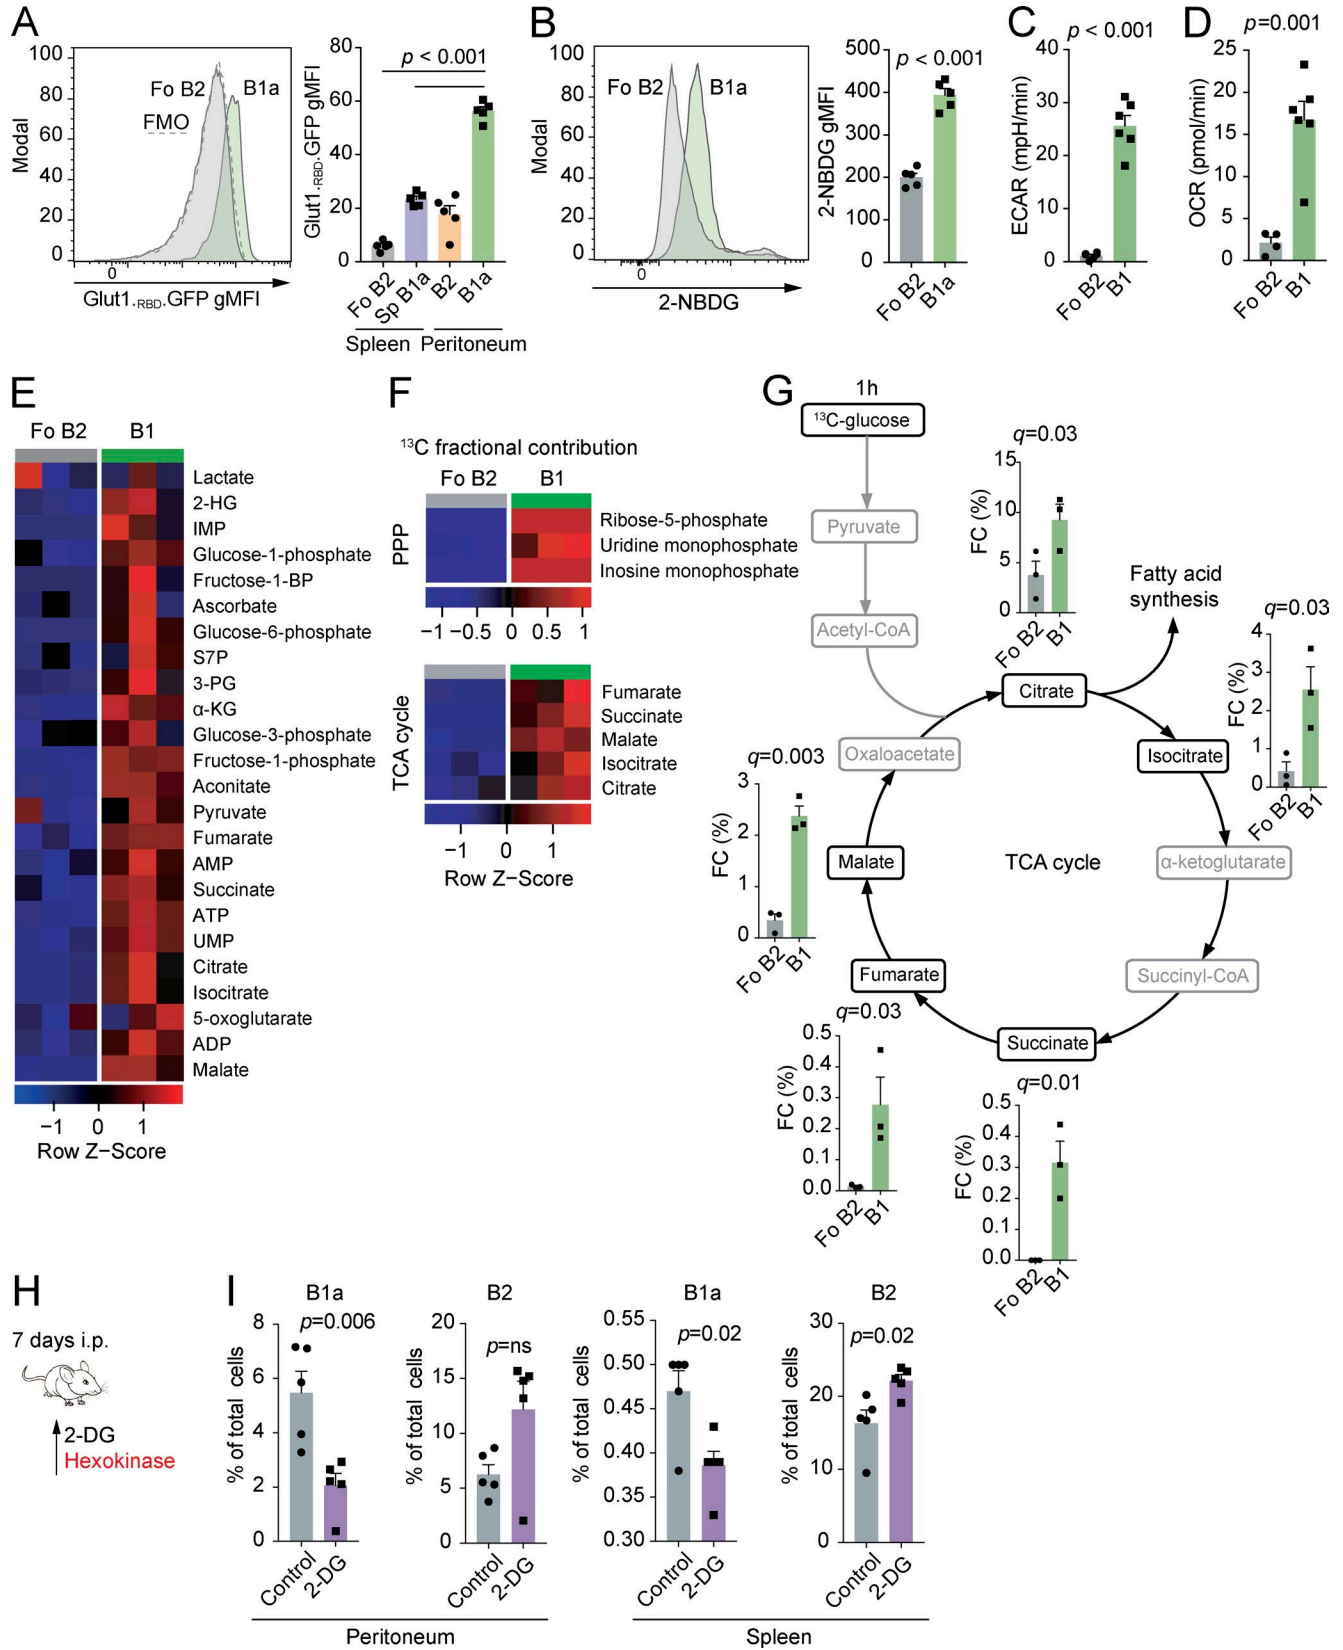 A
100
80
60
40
20
0
Modal
Fo B2
B1a
FMO
0
Glut1.RBD.GFP gMFI
80
60
40
20
0
Glut1.RBD.GFP gMFI
p < 0.001
Fo B2
Sp B1a
B2
B1a
Spleen
Peritoneum
B
100
80
60
40
20
0
Modal
Fo B2
B1a
0
2-NBDG
500
400
300
200
100
0
2-NBDG gMFI
p < 0.001
Fo B2
B1a
C
p < 0.001
40
30
20
10
0
ECAR (mpH/min)
Fo B2
B1
D
p=0.001
25
20
15
10
5
0
OCR (pmol/min)
Fo B2
B1
E
Fo B2
B1
Lactate
2-HG
IMP
Glucose-1-phosphate
Fructose-1-BP
Ascorbate
Glucose-6-phosphate
S7P
3-PG
α-KG
Glucose-3-phosphate
Fructose-1-phosphate
Aconitate
Pyruvate
Fumarate
AMP
Succinate
ATP
UMP
Citrate
Isocitrate
5-oxoglutarate
ADP
Malate
−1 0 1
Row Z−Score
F
¹³C fractional contribution
Fo B2
B1
PPP
Ribose-5-phosphate
Uridine monophosphate
Inosine monophosphate
−1 −0.5 0 0.5 1
TCA cycle
Fumarate
Succinate
Malate
Isocitrate
Citrate
−1 0 1
Row Z−Score
G
1h
¹³C-glucose
Pyruvate
Acetyl-CoA
Oxaloacetate
Citrate
Fatty acid
synthesis
Isocitrate
α-ketoglutarate
Succinyl-CoA
Succinate
Fumarate
Malate
TCA cycle
q=0.03
15
10
5
0
FC (%)
Fo B2
B1
q=0.03
4
3
2
1
0
FC (%)
Fo B2
B1
q=0.003
3
2
1
0
FC (%)
Fo B2
B1
q=0.03
0.5
0.4
0.3
0.2
0.1
0.0
FC (%)
Fo B2
B1
q=0.01
0.5
0.4
0.3
0.2
0.1
0.0
FC (%)
Fo B2
B1
H
7 days i.p.
2-DG
Hexokinase
I
B1a
p=0.006
8
6
4
2
0
% of total cells
Control
2-DG
B2
p=ns
20
15
10
5
0
% of total cells
Control
2-DG
Peritoneum
B1a
p=0.02
0.55
0.50
0.45
0.40
0.35
0.30
% of total cells
Control
2-DG
B2
p=0.02
30
20
10
0
% of total cells
Control
2-DG
Spleen